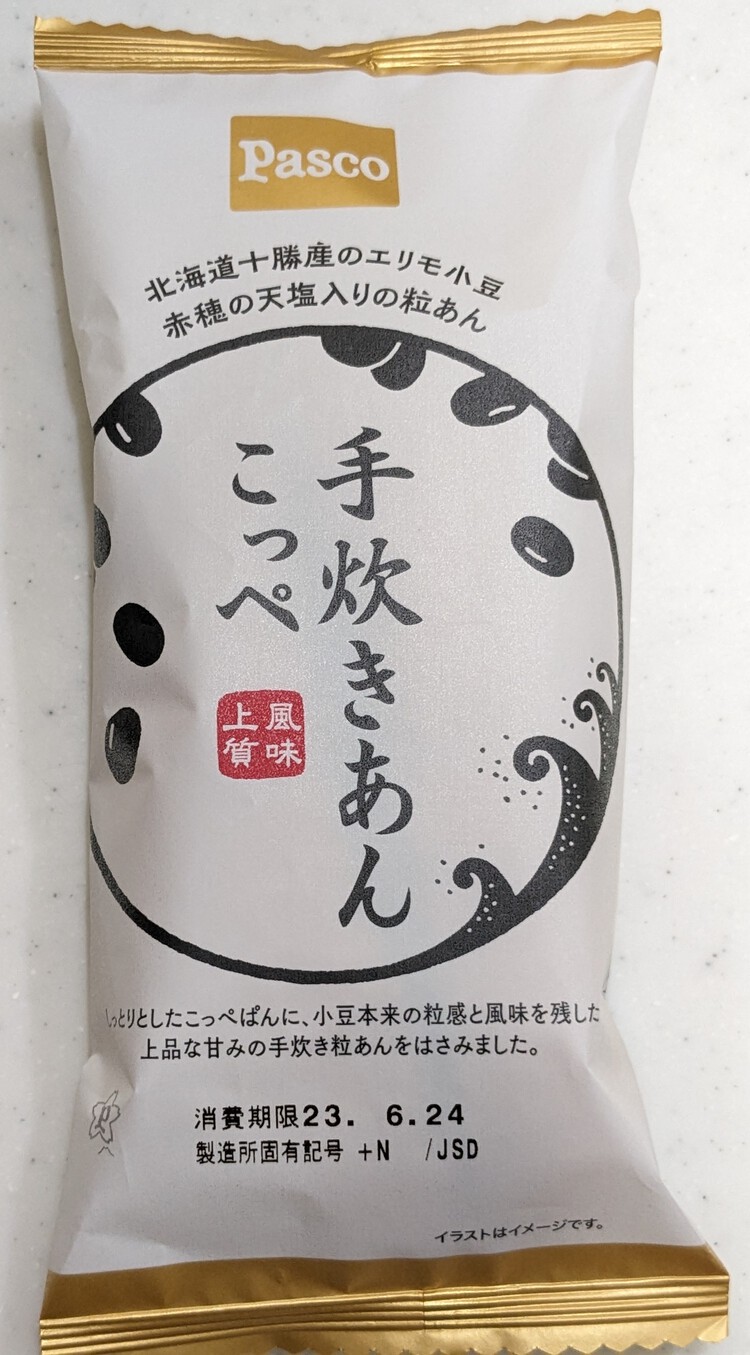 Pasco
北海道十勝産のエリモ小豆
赤穂の天塩入りの粒あん
手炊きあん
こっぺ
風味
上質
しっとりとしたこっぺぱんに、小豆本来の粒感と風味を残した
上品な甘みの手炊き粒あんをはさみました。
消費期限23. 6.24
製造所固有記号 +N /JSD
イラストはイメージです。